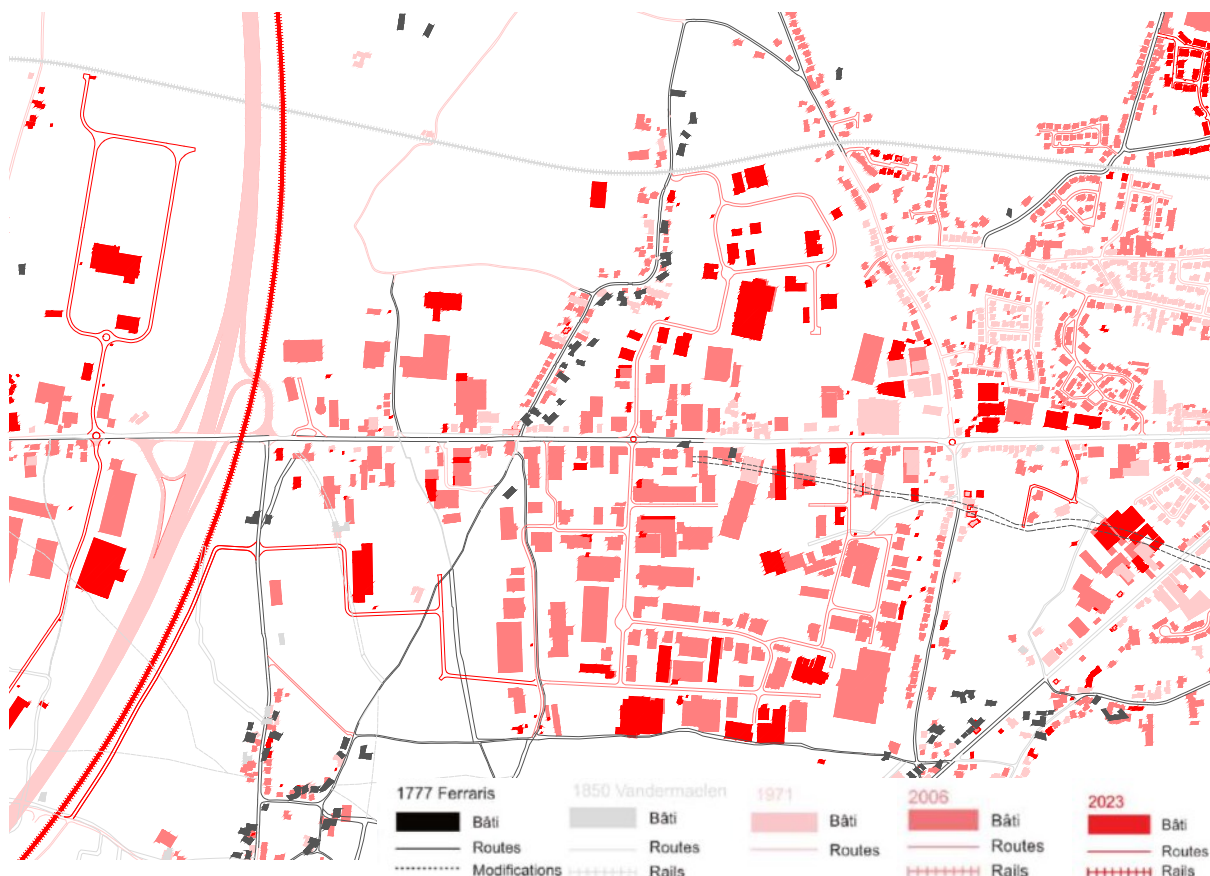 1777 Ferraris
Bâti
Routes
Modifications
1850 Vandermaelen
Bâti
Routes
Rails
1971
Bâti
Routes
2006
Bâti
Routes
Rails
2023
Bâti
Routes
Rails